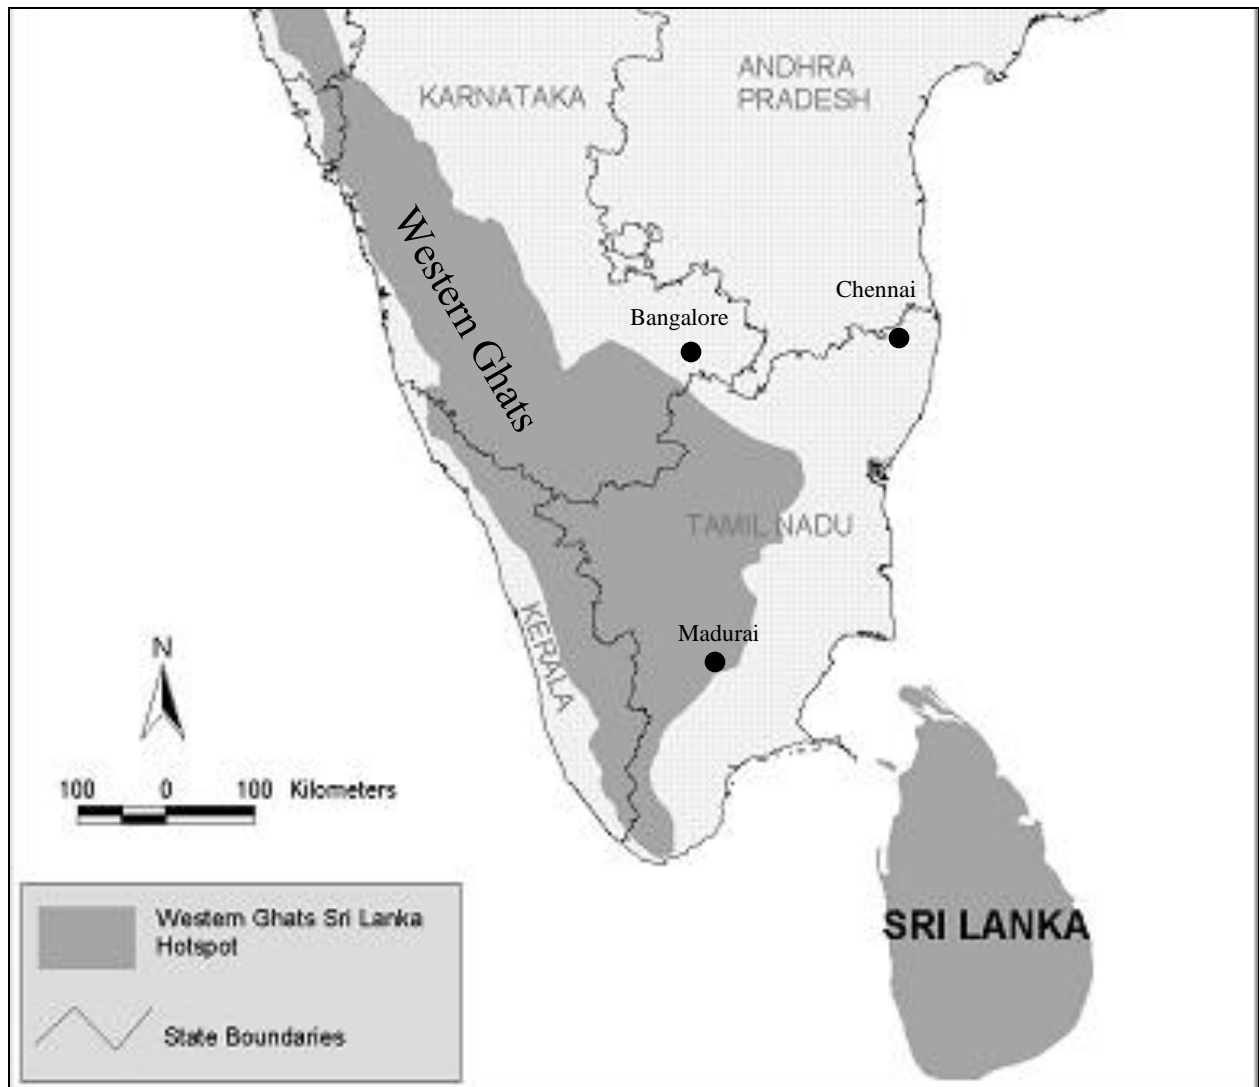 KARNATAKA
ANDHRA
PRADESH
Western Ghats
Chennai
Bangalore
TAMIL NADU
KERALA
Madurai
N
100 0 100 Kilometers
SRI LANKA
Western Ghats Sri Lanka
Hotspot
State Boundaries